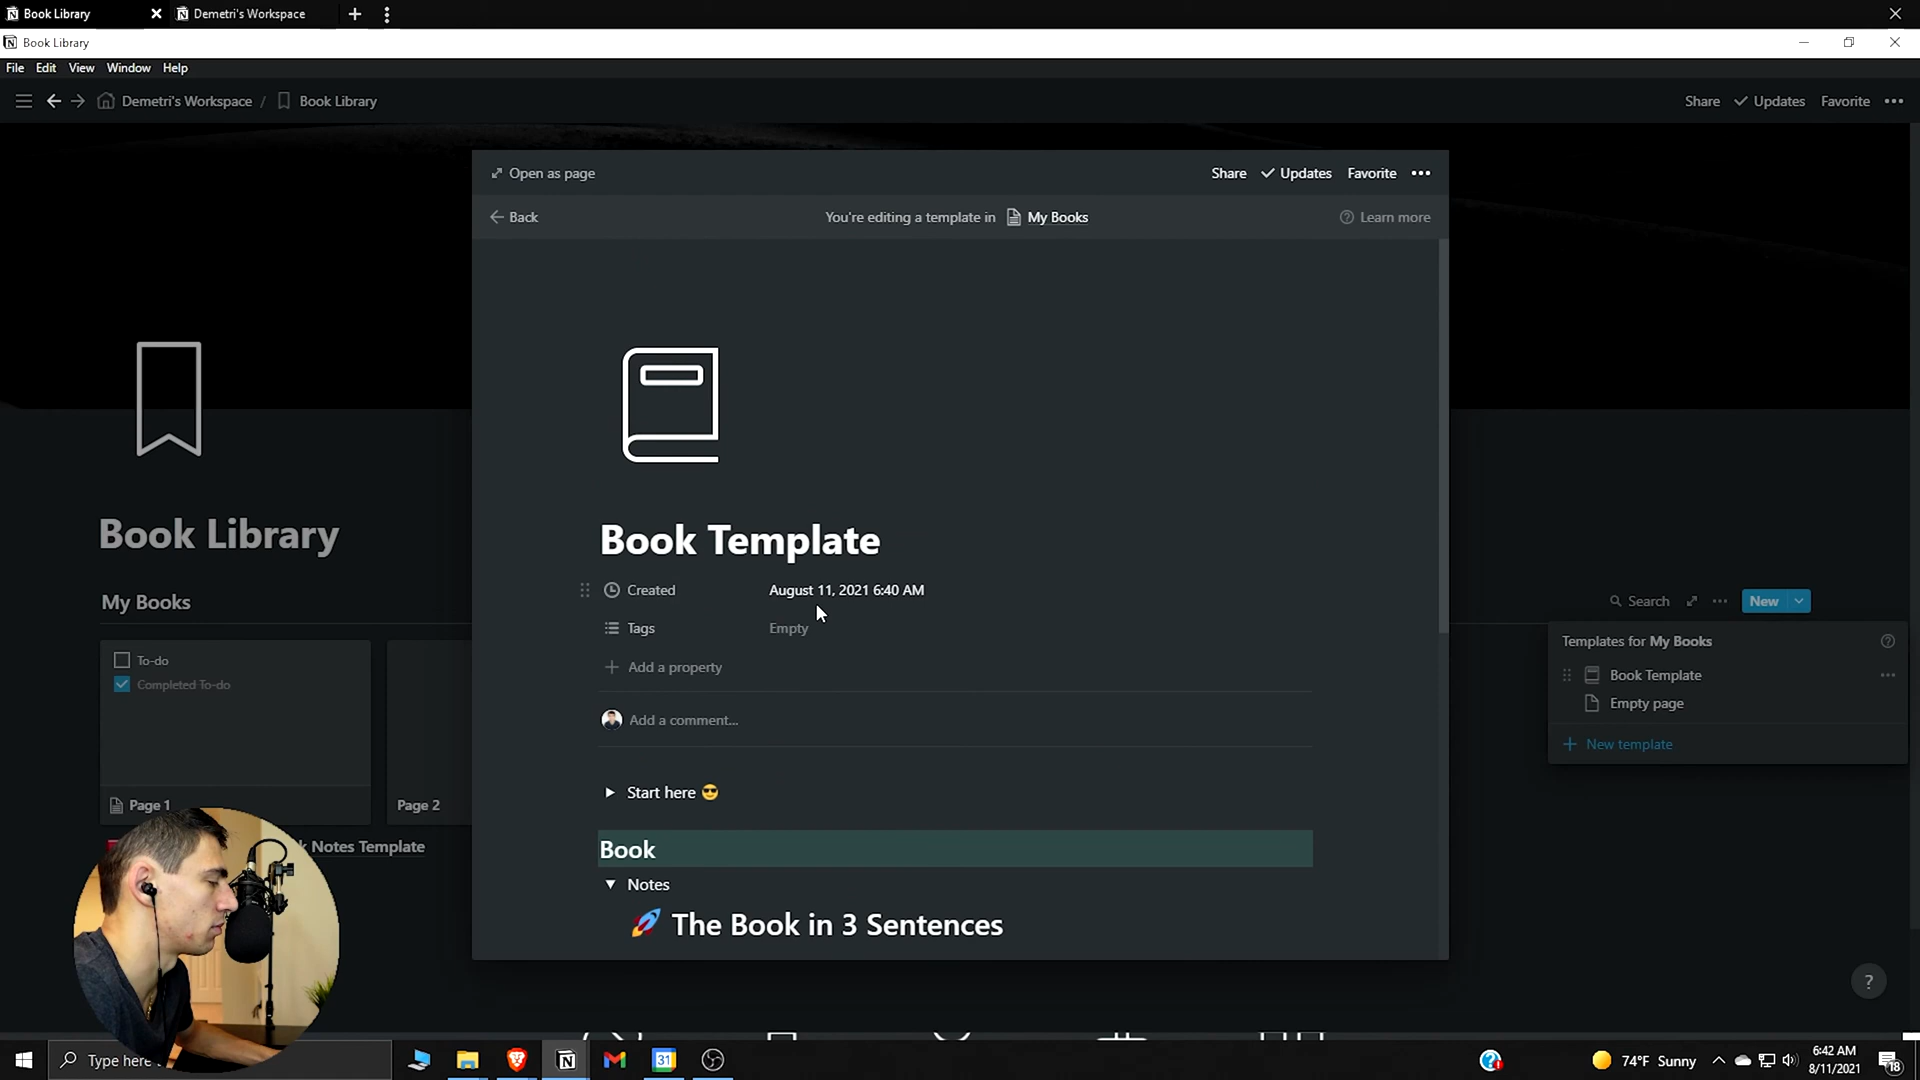 Book Library
Demetri's Workspace
Book Library
File Edit View Window Help
Demetri's Workspace / Book Library
Share Updates Favorite
Open as page
Share Updates Favorite
Back
You're editing a template in My Books
Learn more
Book Library
Book Template
Created August 11, 2021 6:40 AM
Tags Empty
Add a property
Add a comment...
Start here 😎
Book
Notes
🚀 The Book in 3 Sentences
My Books
Search
New
To-do
Completed To-do
Page 1
Page 2
Notes Template
Templates for My Books
Book Template
Empty page
New template
?
Type here
31
74°F Sunny
6:42 AM
8/11/2021
18